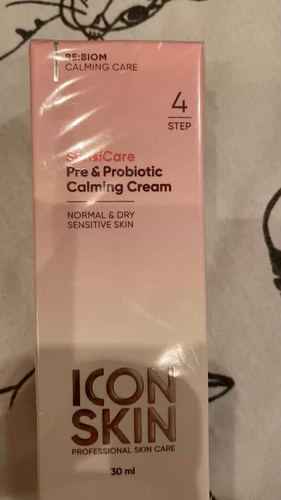 RE:BIOM
CALMING CARE
4
STEP
SensiCare
Pre & Probiotic
Calming Cream
NORMAL & DRY
SENSITIVE SKIN
ICON
SKIN
PROFESSIONAL SKIN CARE
30 ml